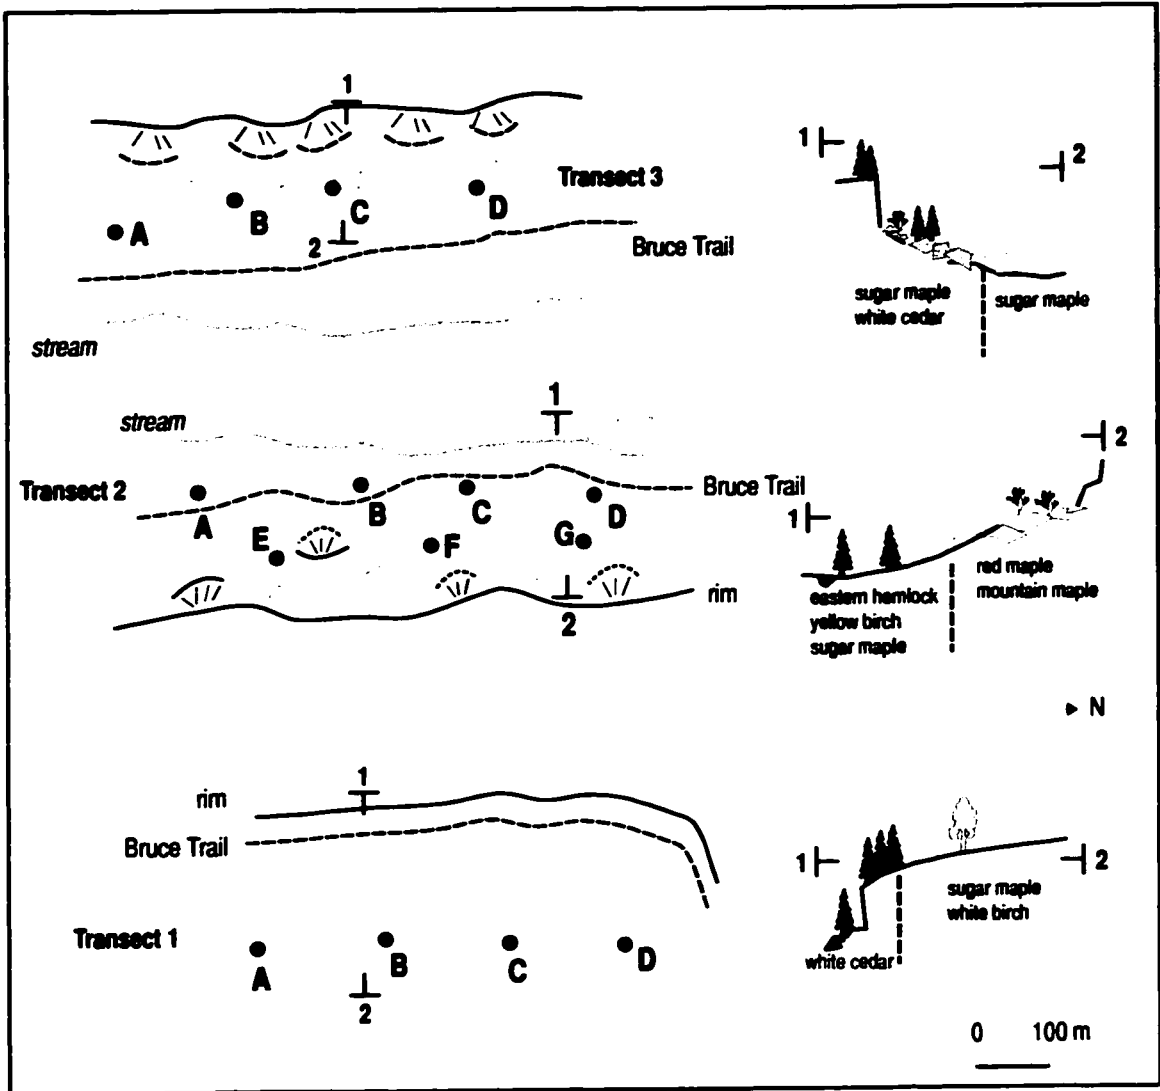 1
Transect 3
A
B
C
D
2
Bruce Trail
stream
1
2
sugar maple
white cedar
sugar maple
stream
1
Transect 2
Bruce Trail
A
B
C
D
E
F
G
rim
2
1
2
eastern hemlock
yellow birch
sugar maple
red maple
mountain maple
N
rim
1
Bruce Trail
Transect 1
A
B
C
D
2
1
2
sugar maple
white birch
white cedar
0 100 m